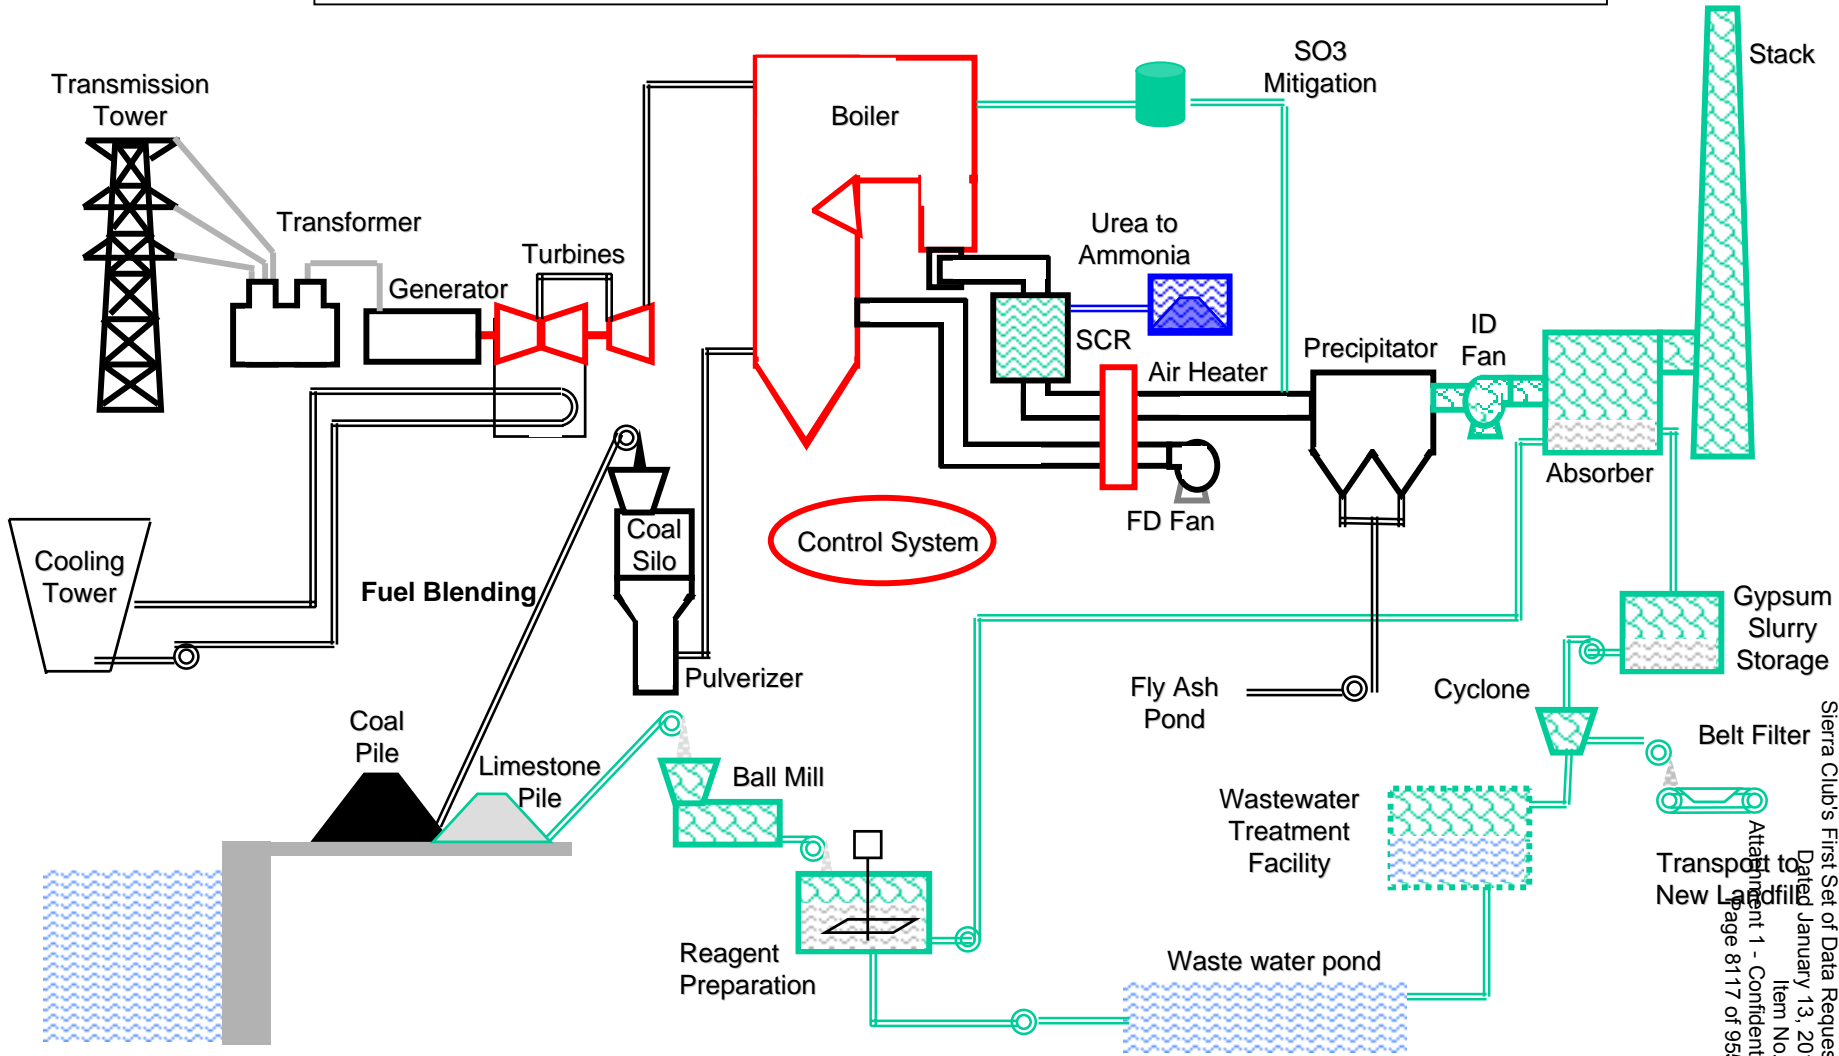 SO3
Mitigation
Stack
Transmission
Tower
Boiler
Transformer
Urea to
Ammonia
Turbines
Generator
SCR
Air Heater
Precipitator
ID
Fan
Absorber
FD Fan
Coal
Silo
Control System
Cooling
Tower
Fuel Blending
Gypsum
Slurry
Storage
Pulverizer
Fly Ash
Pond
Cyclone
Belt Filter
Coal
Pile
Limestone
Pile
Ball Mill
Wastewater
Treatment
Facility
Transport to
New Landfill
Reagent
Preparation
Waste water pond
Sierra Club's First Set of Data Reques
Dated January 13, 20
Item No.
Attachment 1 - Confident
Page 8117 of 95